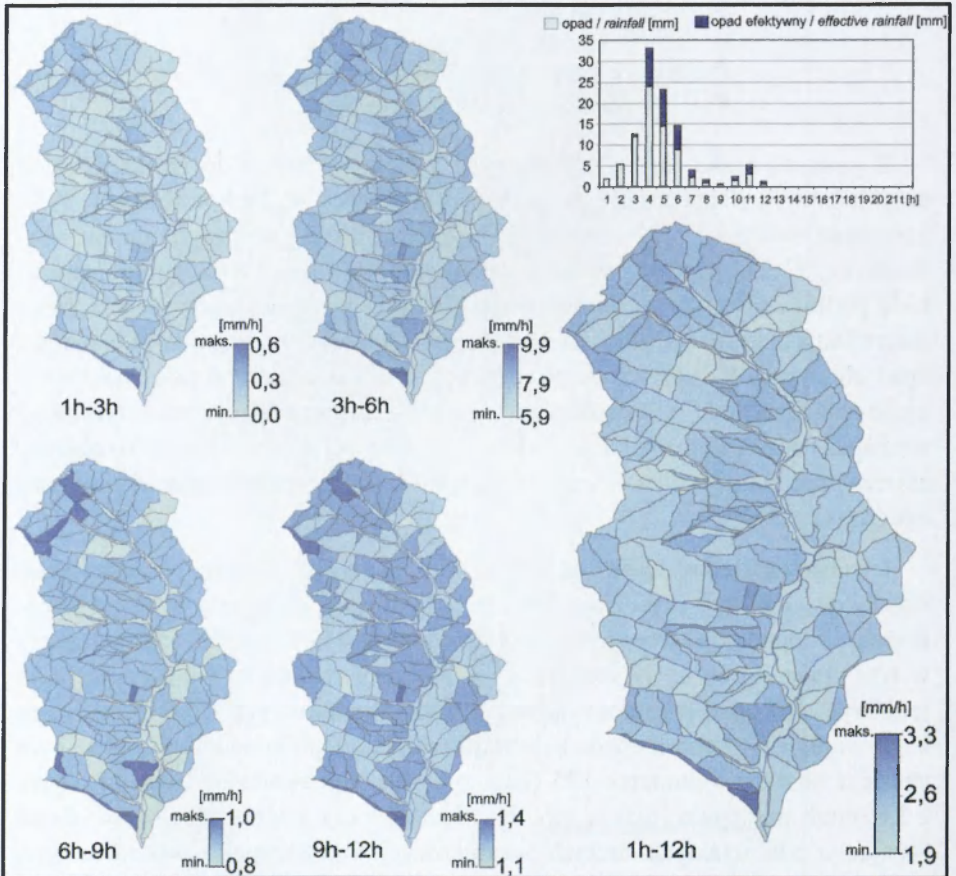 opad / rainfall [mm] opad efektywny / effective rainfall [mm]
35
30
25
20
15
10
5
0
1 2 3 4 5 6 7 8 9 10 11 12 13 14 15 16 17 18 19 20 21 t [h]
[mm/h]
maks. 0,6
0,3
min. 0,0
1h-3h
[mm/h]
maks. 9,9
7,9
min. 5,9
3h-6h
[mm/h]
maks. 1,0
min. 0,8
6h-9h
[mm/h]
maks. 1,4
min. 1,1
9h-12h
[mm/h]
maks. 3,3
2,6
min. 1,9
1h-12h